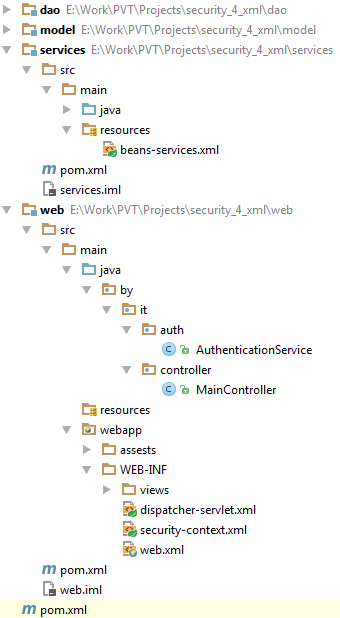 dao E:\Work\PVT\Projects\security_4_xml\dao
model E:\Work\PVT\Projects\security_4_xml\model
services E:\Work\PVT\Projects\security_4_xml\services
src
main
java
resources
beans-services.xml
m pom.xml
services.iml
web E:\Work\PVT\Projects\security_4_xml\web
src
main
java
by
it
auth
C AuthenticationService
controller
C MainController
resources
webapp
assests
WEB-INF
views
dispatcher-servlet.xml
security-context.xml
web.xml
m pom.xml
web.iml
m pom.xml